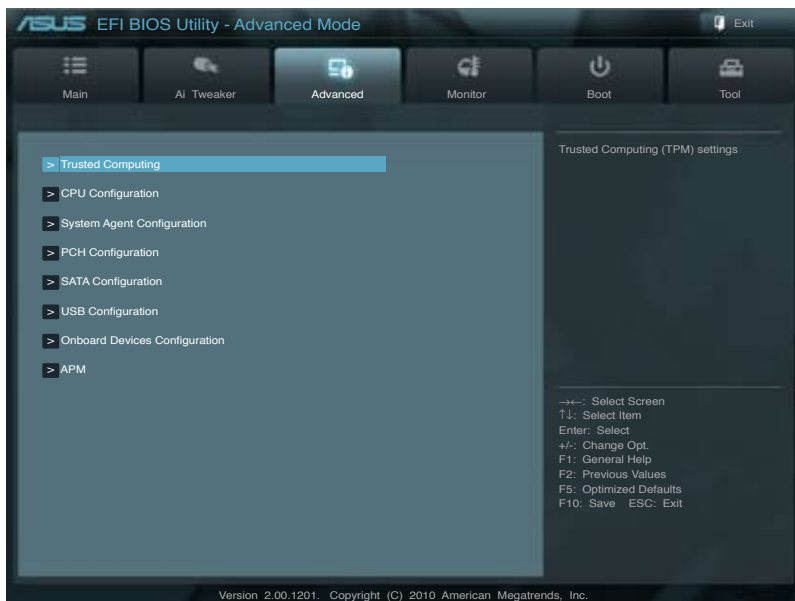 ASUS EFI BIOS Utility - Advanced Mode
Exit
Main
Ai Tweaker
Advanced
Monitor
Boot
Tool
> Trusted Computing
> CPU Configuration
> System Agent Configuration
> PCH Configuration
> SATA Configuration
> USB Configuration
> Onboard Devices Configuration
> APM
Trusted Computing (TPM) settings
→←: Select Screen
↑↓: Select Item
Enter: Select
+/-: Change Opt.
F1: General Help
F2: Previous Values
F5: Optimized Defaults
F10: Save ESC: Exit
Version 2.00.1201. Copyright (C) 2010 American Megatrends, Inc.